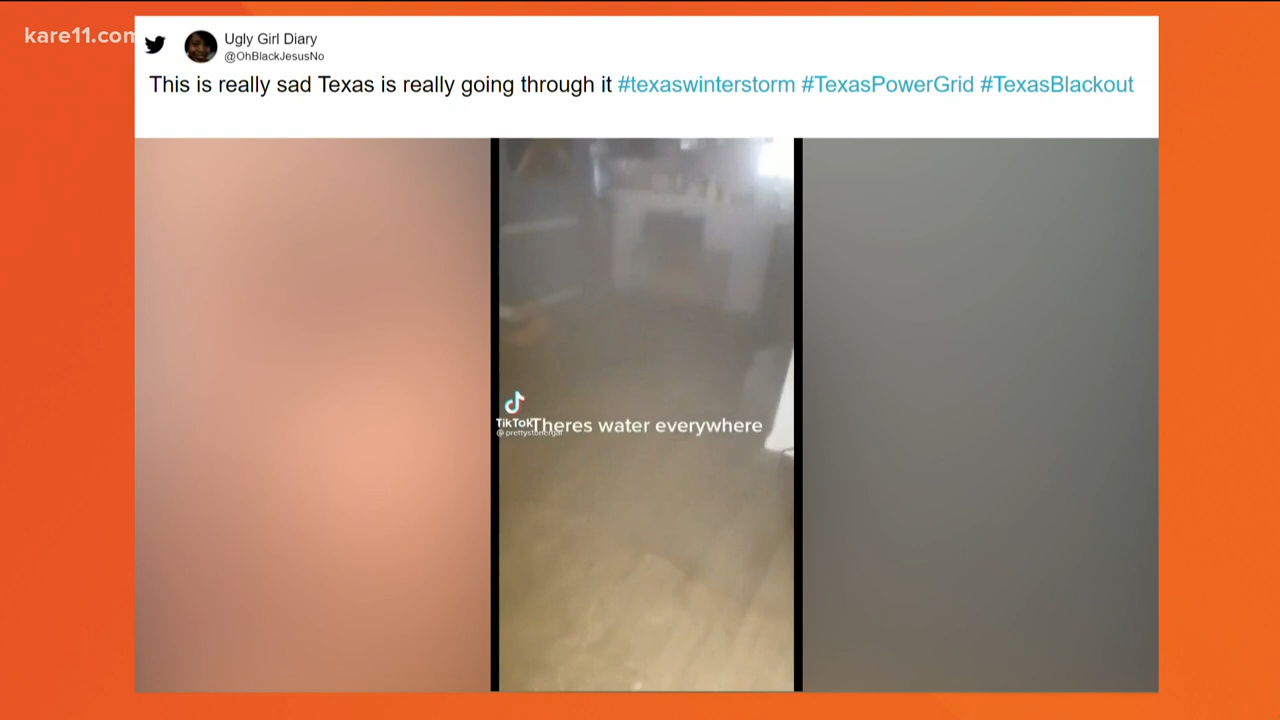 kare11.com
Ugly Girl Diary
@OhBlackJesusNo
This is really sad Texas is really going through it #texaswinterstorm #TexasPowerGrid #TexasBlackout
TikTok
Theres water everywhere